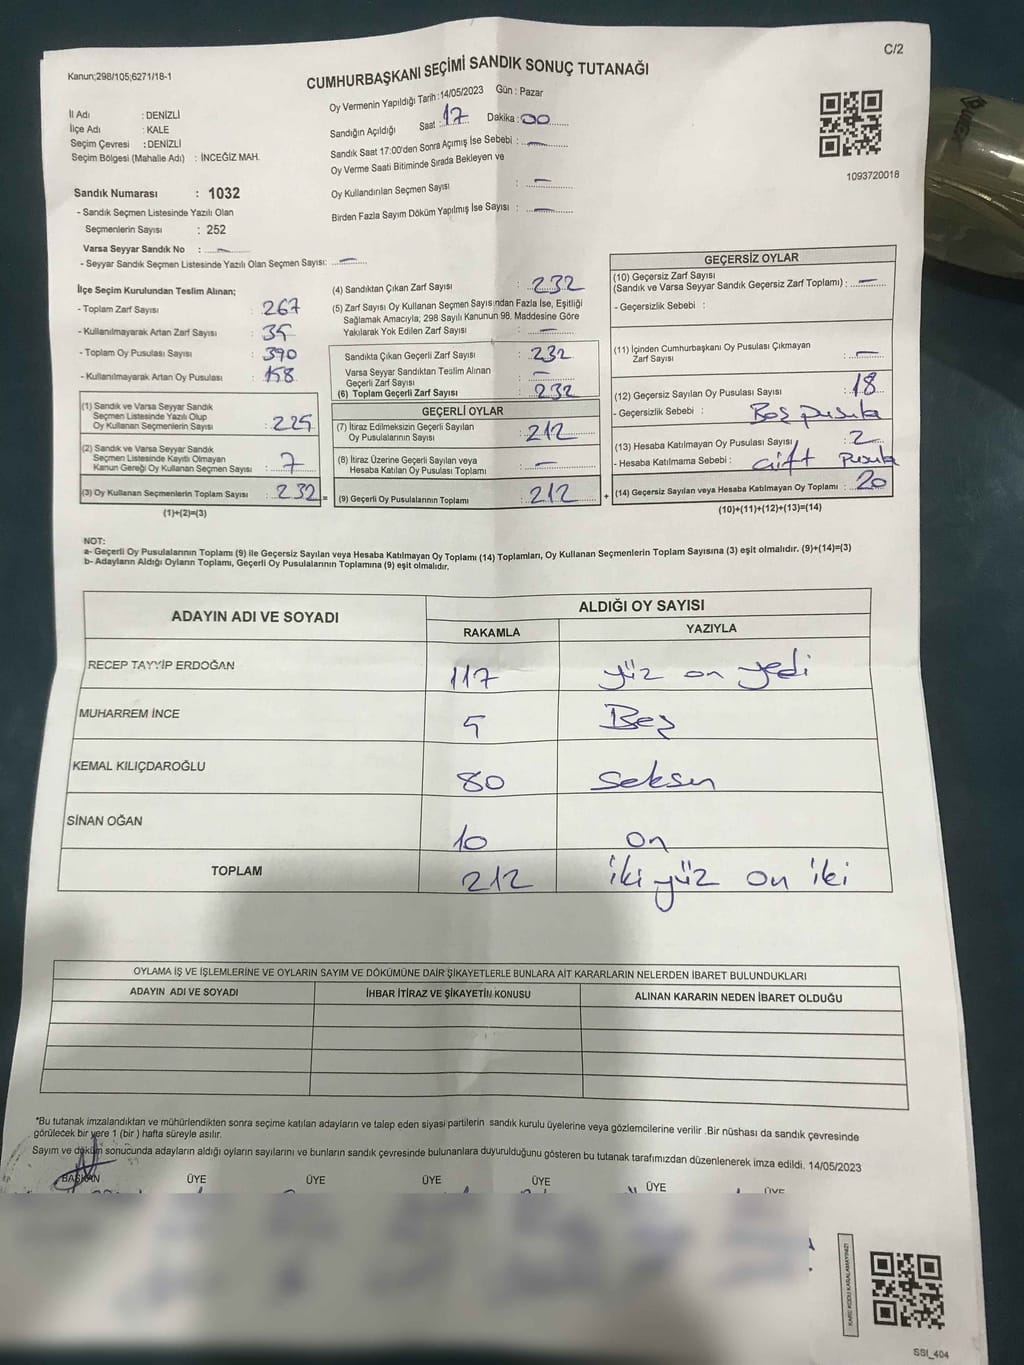 C/2
Kanun;298/105;6271/18-1
CUMHURBAŞKANI SEÇİMİ SANDIK SONUÇ TUTANAĞI
Oy Vermenin Yapıldığı Tarih :14/05/2023 Gün : Pazar
İl Adı : DENİZLİ
İlçe Adı : KALE
Seçim Çevresi : DENİZLİ
Seçim Bölgesi (Mahalle Adı) : İNCEĞİZ MAH.
Sandığın Açıldığı Saat : 17 Dakika : 00
Sandık Saat 17:00'den Sonra Açımış İse Sebebi : —
Oy Verme Saati Bitiminde Sırada Bekleyen ve
Oy Kullandırılan Seçmen Sayısı : —
Birden Fazla Sayım Döküm Yapılmış İse Sayısı : —
1093720018
Sandık Numarası : 1032
- Sandık Seçmen Listesinde Yazılı Olan
Seçmenlerin Sayısı : 252
Varsa Seyyar Sandık No : —
- Seyyar Sandık Seçmen Listesinde Yazılı Olan Seçmen Sayısı: —
İlçe Seçim Kurulundan Teslim Alınan;
- Toplam Zarf Sayısı : 267
- Kullanılmayarak Artan Zarf Sayısı : 35
- Toplam Oy Pusulası Sayısı : 390
- Kullanılmayarak Artan Oy Pusulası : 158
(1) Sandık ve Varsa Seyyar Sandık
Seçmen Listesinde Yazılı Olup
Oy Kullanan Seçmenlerin Sayısı : 225
(2) Sandık ve Varsa Seyyar Sandık
Seçmen Listesinde Kayıtlı Olmayan
Kanun Gereği Oy Kullanan Seçmen Sayısı : 7
(3) Oy Kullanan Seçmenlerin Toplam Sayısı : 232 =
(1)+(2)=(3)
(4) Sandıktan Çıkan Zarf Sayısı : 232
(5) Zarf Sayısı Oy Kullanan Seçmen Sayısından Fazla İse, Eşitliği
Sağlamak Amacıyla; 298 Sayılı Kanunun 98. Maddesine Göre
Yakılarak Yok Edilen Zarf Sayısı : —
Sandıkta Çıkan Geçerli Zarf Sayısı : 232
Varsa Seyyar Sandıktan Teslim Alınan
Geçerli Zarf Sayısı : —
(6) Toplam Geçerli Zarf Sayısı : 232
GEÇERLİ OYLAR
(7) İtiraz Edilmeksizin Geçerli Sayılan
Oy Pusulalarının Sayısı : 212
(8) İtiraz Üzerine Geçerli Sayılan veya
Hesaba Katılan Oy Pusulası Toplamı : —
(9) Geçerli Oy Pusulalarının Toplamı : 212 +
GEÇERSİZ OYLAR
(10) Geçersiz Zarf Sayısı
(Sandık ve Varsa Seyyar Sandık Geçersiz Zarf Toplamı) : —
- Geçersizlik Sebebi :
(11) İçinden Cumhurbaşkanı Oy Pusulası Çıkmayan
Zarf Sayısı : —
(12) Geçersiz Sayılan Oy Pusulası Sayısı : 18
- Geçersizlik Sebebi : Boş pusula
(13) Hesaba Katılmayan Oy Pusulası Sayısı : 2
- Hesaba Katılmama Sebebi : Çift pusula
(14) Geçersiz Sayılan veya Hesaba Katılmayan Oy Toplamı : 20
(10)+(11)+(12)+(13)=(14)
NOT:
a- Geçerli Oy Pusulalarının Toplamı (9) ile Geçersiz Sayılan veya Hesaba Katılmayan Oy Toplamı (14) Toplamları, Oy Kullanan Seçmenlerin Toplam Sayısına (3) eşit olmalıdır. (9)+(14)=(3)
b- Adayların Aldığı Oyların Toplamı, Geçerli Oy Pusulalarının Toplamına (9) eşit olmalıdır.
ADAYIN ADI VE SOYADI ALDIĞI OY SAYISI
RAKAMLA YAZIYLA
RECEP TAYYİP ERDOĞAN 117 yüz on yedi
MUHARREM İNCE 5 Beş
KEMAL KILIÇDAROĞLU 80 seksen
SİNAN OĞAN 10 on
TOPLAM 212 iki yüz on iki
OYLAMA İŞ VE İŞLEMLERİNE VE OYLARIN SAYIM VE DÖKÜMÜNE DAİR ŞİKAYETLERLE BUNLARA AİT KARARLARIN NELERDEN İBARET BULUNDUKLARI
ADAYIN ADI VE SOYADI İHBAR İTİRAZ VE ŞİKAYETİN KONUSU ALINAN KARARIN NEDEN İBARET OLDUĞU
*Bu tutanak imzalandıktan ve mühürlendikten sonra seçime katılan adayların ve talep eden siyasi partilerin sandık kurulu üyelerine veya gözlemcilerine verilir .Bir nüshası da sandık çevresinde
görülecek bir yere 1 (bir ) hafta süreyle asılır.
Sayım ve döküm sonucunda adayların aldığı oyların sayılarını ve bunların sandık çevresinde bulunanlara duyurulduğunu gösteren bu tutanak tarafımızdan düzenlenerek imza edildi. 14/05/2023
BAŞKAN ÜYE ÜYE ÜYE ÜYE ÜYE ÜYE
KARE KODU KARALAMAYINIZ!
SSI_404